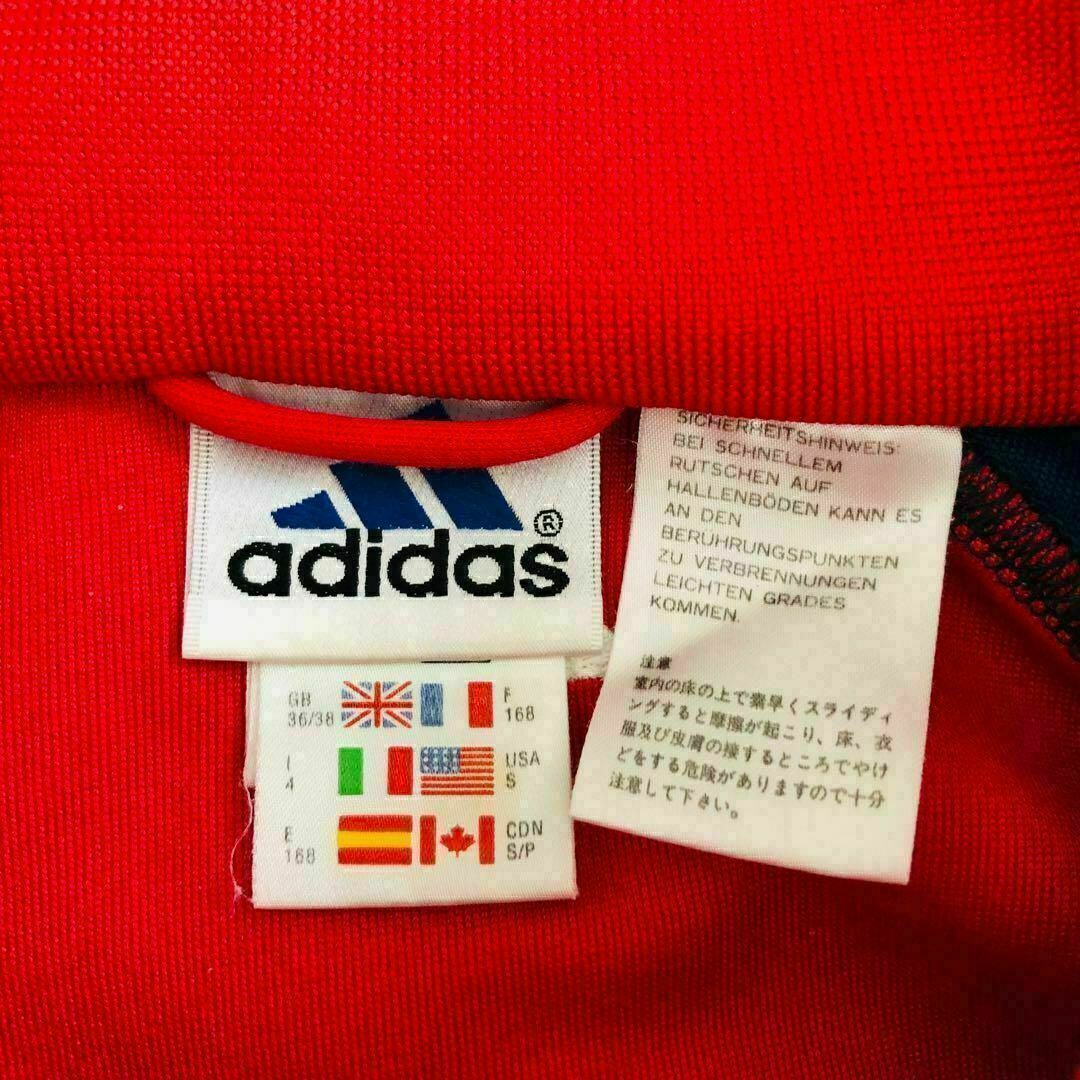 adidas®
GB
36/38
F
168
I
4
USA
S
E
168
CDN
S/P
SICHERHEITSHINWEIS:
BEI SCHNELLEM
RUTSCHEN AUF
HALLENBÖDEN KANN ES
AN DEN
BERÜHRUNGSPUNKTEN
ZU VERBRENNUNGEN
LEICHTEN GRADES
KOMMEN.
注意
室内の床の上で素早くスライディ
ングすると摩擦が起こり、床、衣
服及び皮膚の接するところでやけ
どをする危険がありますので十分
注意して下さい。